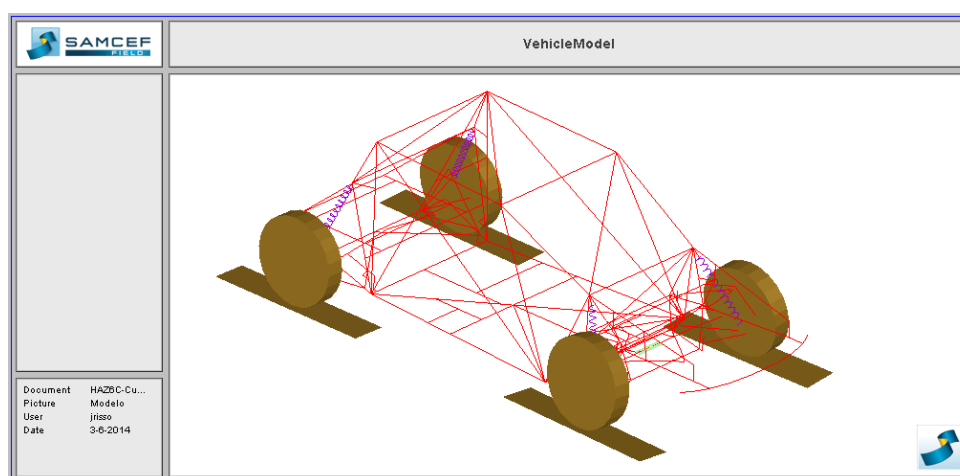 SAMCEF
FIELD
VehicleModel
Document HAZ6C-Cu...
Picture Modelo
User jrisso
Date 3-6-2014